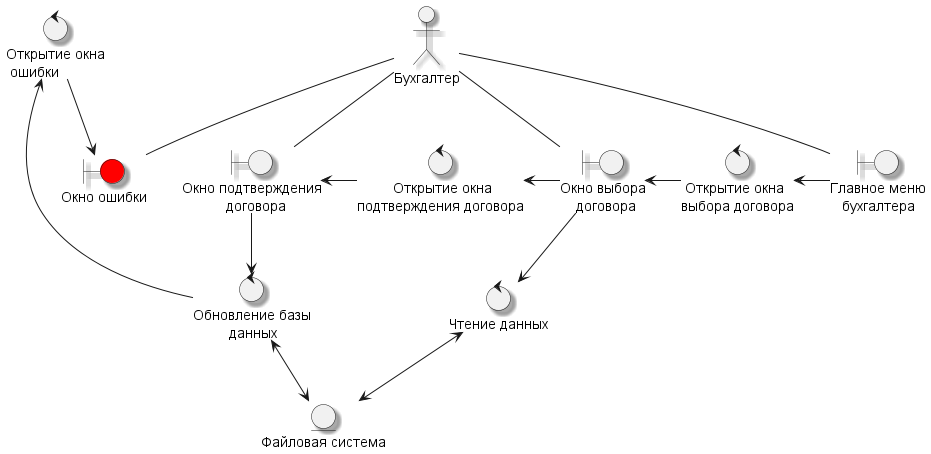 Открытие окна
ошибки
Бухгалтер
Окно ошибки
Окно подтверждения
договора
Открытие окна
подтверждения договора
Окно выбора
договора
Открытие окна
выбора договора
Главное меню
бухгалтера
Обновление базы
данных
Чтение данных
Файловая система